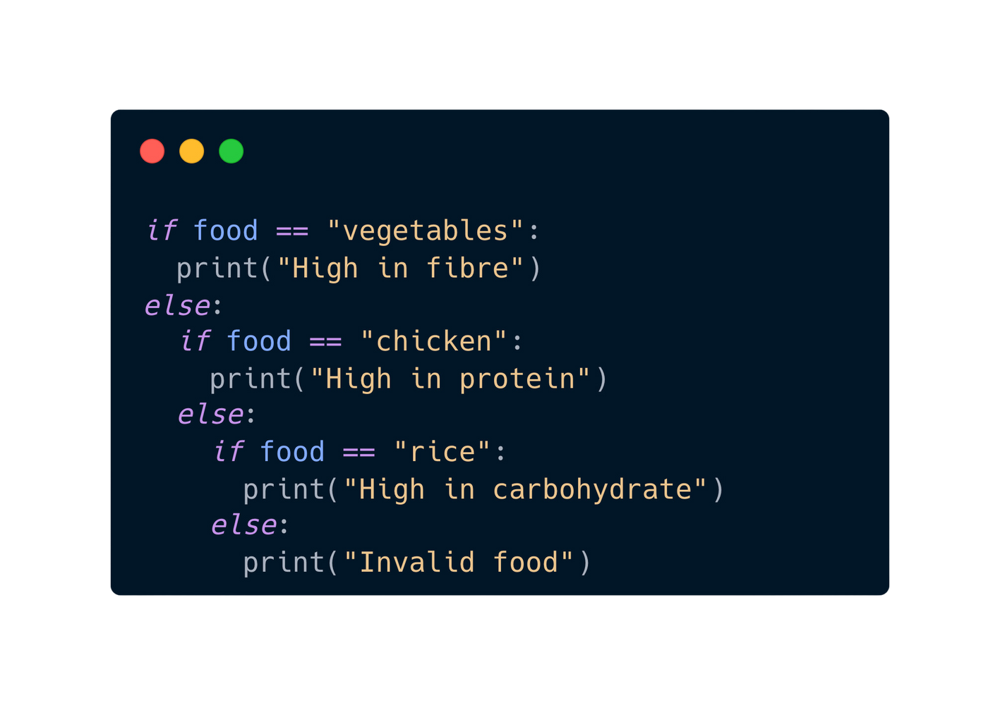 if food == "vegetables":
  print("High in fibre")
else:
  if food == "chicken":
    print("High in protein")
  else:
    if food == "rice":
      print("High in carbohydrate")
    else:
      print("Invalid food")